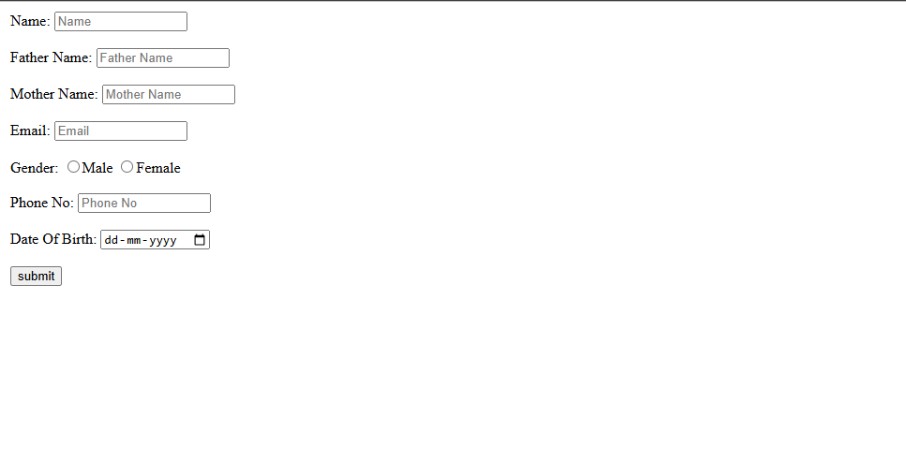 Name: Name
Father Name: Father Name
Mother Name: Mother Name
Email: Email
Gender: Male Female
Phone No: Phone No
Date Of Birth: dd-mm-yyyy
submit